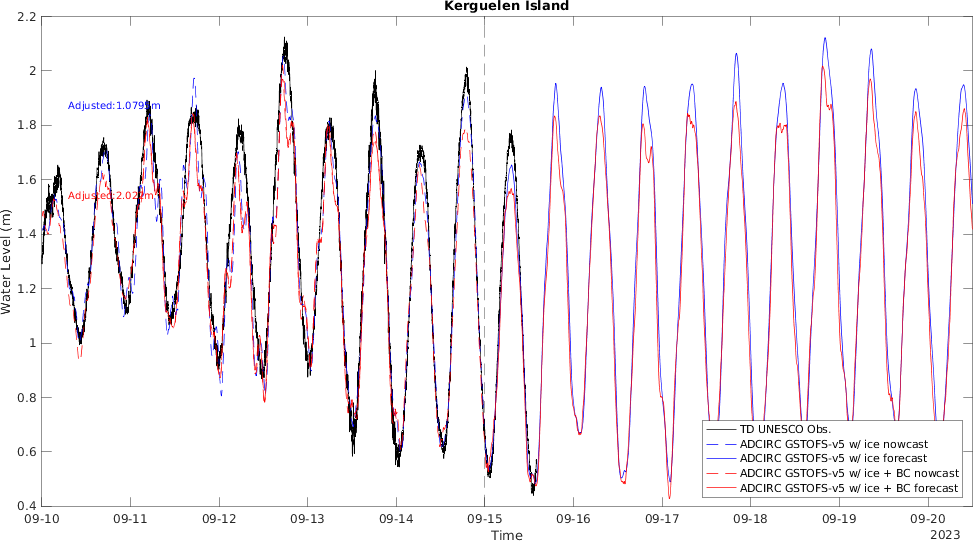 Kerguelen Island
2.2
2
1.8
1.6
1.4
1.2
1
0.8
0.6
0.4
Water Level (m)
Adjusted:1.0795m
Adjusted:2.022m
TD UNESCO Obs.
ADCIRC GSTOFS-v5 w/ ice nowcast
ADCIRC GSTOFS-v5 w/ ice forecast
ADCIRC GSTOFS-v5 w/ ice + BC nowcast
ADCIRC GSTOFS-v5 w/ ice + BC forecast
09-10 09-11 09-12 09-13 09-14 09-15 09-16 09-17 09-18 09-19 09-20
Time
2023